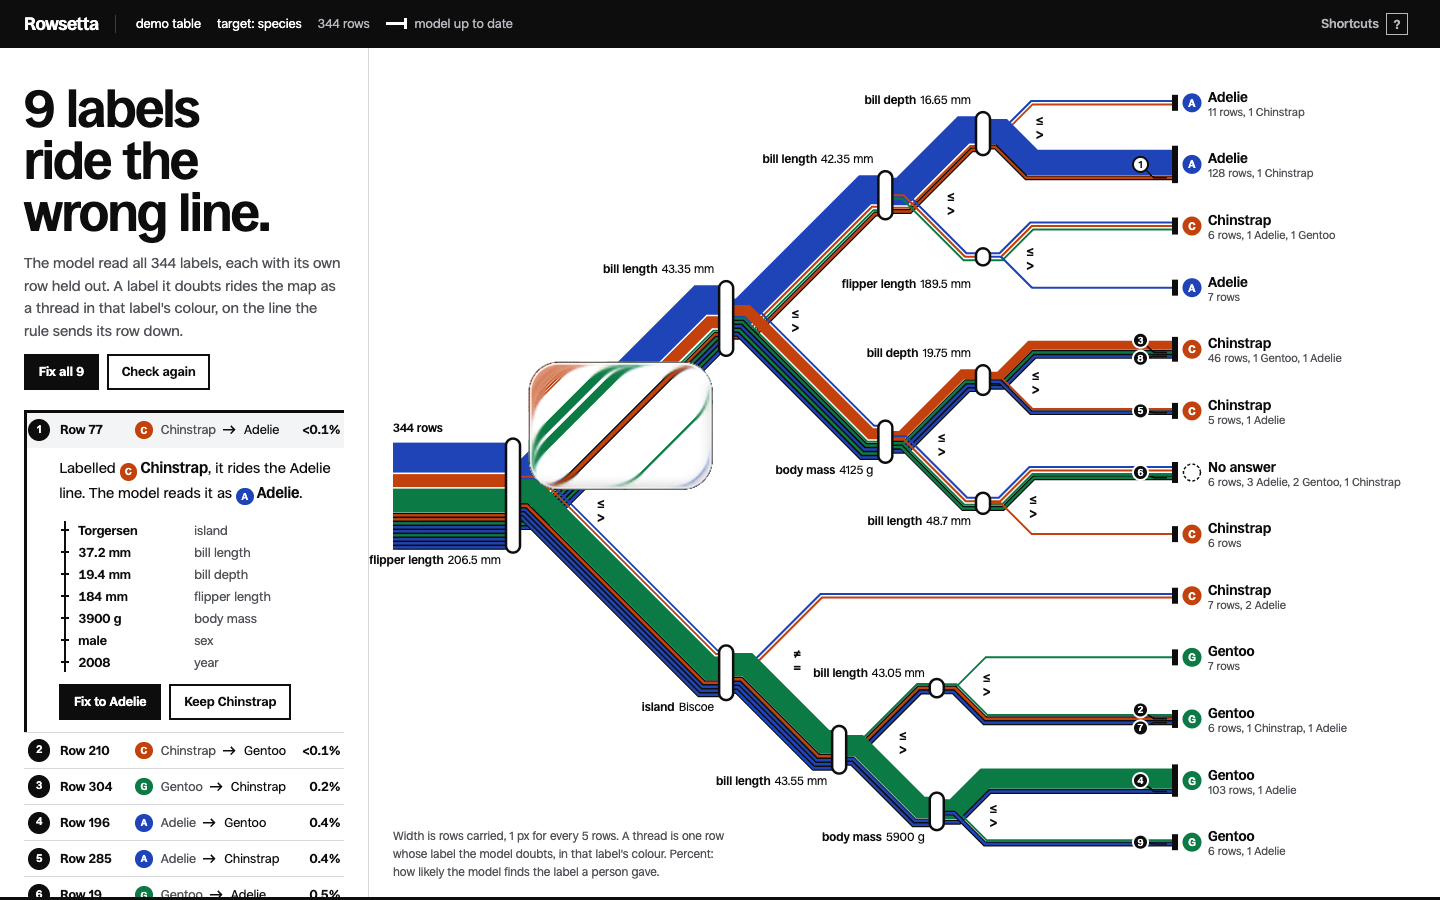 Rowsetta
demo table target: species 344 rows model up to date
Shortcuts ?
9 labels
ride the
wrong line.
The model read all 344 labels, each with its own
row held out. A label it doubts rides the map as
a thread in that label's colour, on the line the
rule sends its row down.
Fix all 9 Check again
1 Row 77 C Chinstrap → Adelie <0.1%
Labelled C Chinstrap, it rides the Adelie
line. The model reads it as A Adelie.
Torgersen island
37.2 mm bill length
19.4 mm bill depth
184 mm flipper length
3900 g body mass
male sex
2008 year
Fix to Adelie Keep Chinstrap
2 Row 210 C Chinstrap → Gentoo <0.1%
3 Row 304 G Gentoo → Chinstrap 0.2%
4 Row 196 A Adelie → Gentoo 0.4%
5 Row 285 A Adelie → Chinstrap 0.4%
6 Row 19 G Gentoo → Adelie 0.5%
344 rows
flipper length 206.5 mm
≤
>
bill length 43.35 mm
≤
>
bill length 42.35 mm
≤
>
bill depth 16.65 mm
≤
>
flipper length 189.5 mm
≤
>
body mass 4125 g
≤
>
bill depth 19.75 mm
≤
>
bill length 48.7 mm
≤
>
island Biscoe
≠
=
bill length 43.55 mm
≤
>
bill length 43.05 mm
≤
>
body mass 5900 g
≤
>
A Adelie
11 rows, 1 Chinstrap
1 A Adelie
128 rows, 1 Chinstrap
C Chinstrap
6 rows, 1 Adelie, 1 Gentoo
A Adelie
7 rows
3 8 C Chinstrap
46 rows, 1 Gentoo, 1 Adelie
5 C Chinstrap
5 rows, 1 Adelie
6 No answer
6 rows, 3 Adelie, 2 Gentoo, 1 Chinstrap
C Chinstrap
6 rows
C Chinstrap
7 rows, 2 Adelie
G Gentoo
7 rows
2 7 G Gentoo
6 rows, 1 Chinstrap, 1 Adelie
4 G Gentoo
103 rows, 1 Adelie
9 G Gentoo
6 rows, 1 Adelie
Width is rows carried, 1 px for every 5 rows. A thread is one row
whose label the model doubts, in that label's colour. Percent:
how likely the model finds the label a person gave.